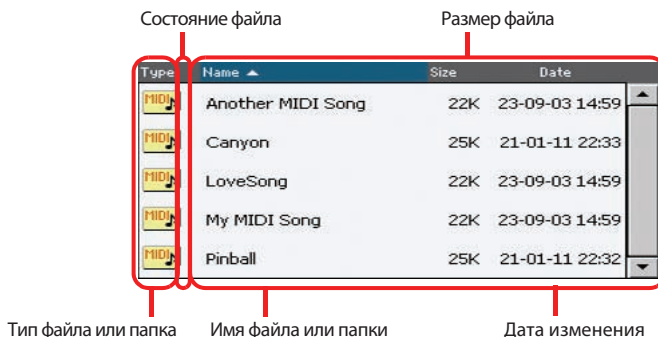 Состояние файла Размер файла
Type Name Size Date
MIDI Another MIDI Song 22K 23-09-03 14:59
MIDI Canyon 25K 21-01-11 22:33
MIDI LoveSong 22K 23-09-03 14:59
MIDI My MIDI Song 22K 23-09-03 14:59
MIDI Pinball 25K 21-01-11 22:32
Тип файла или папка Имя файла или папки Дата изменения